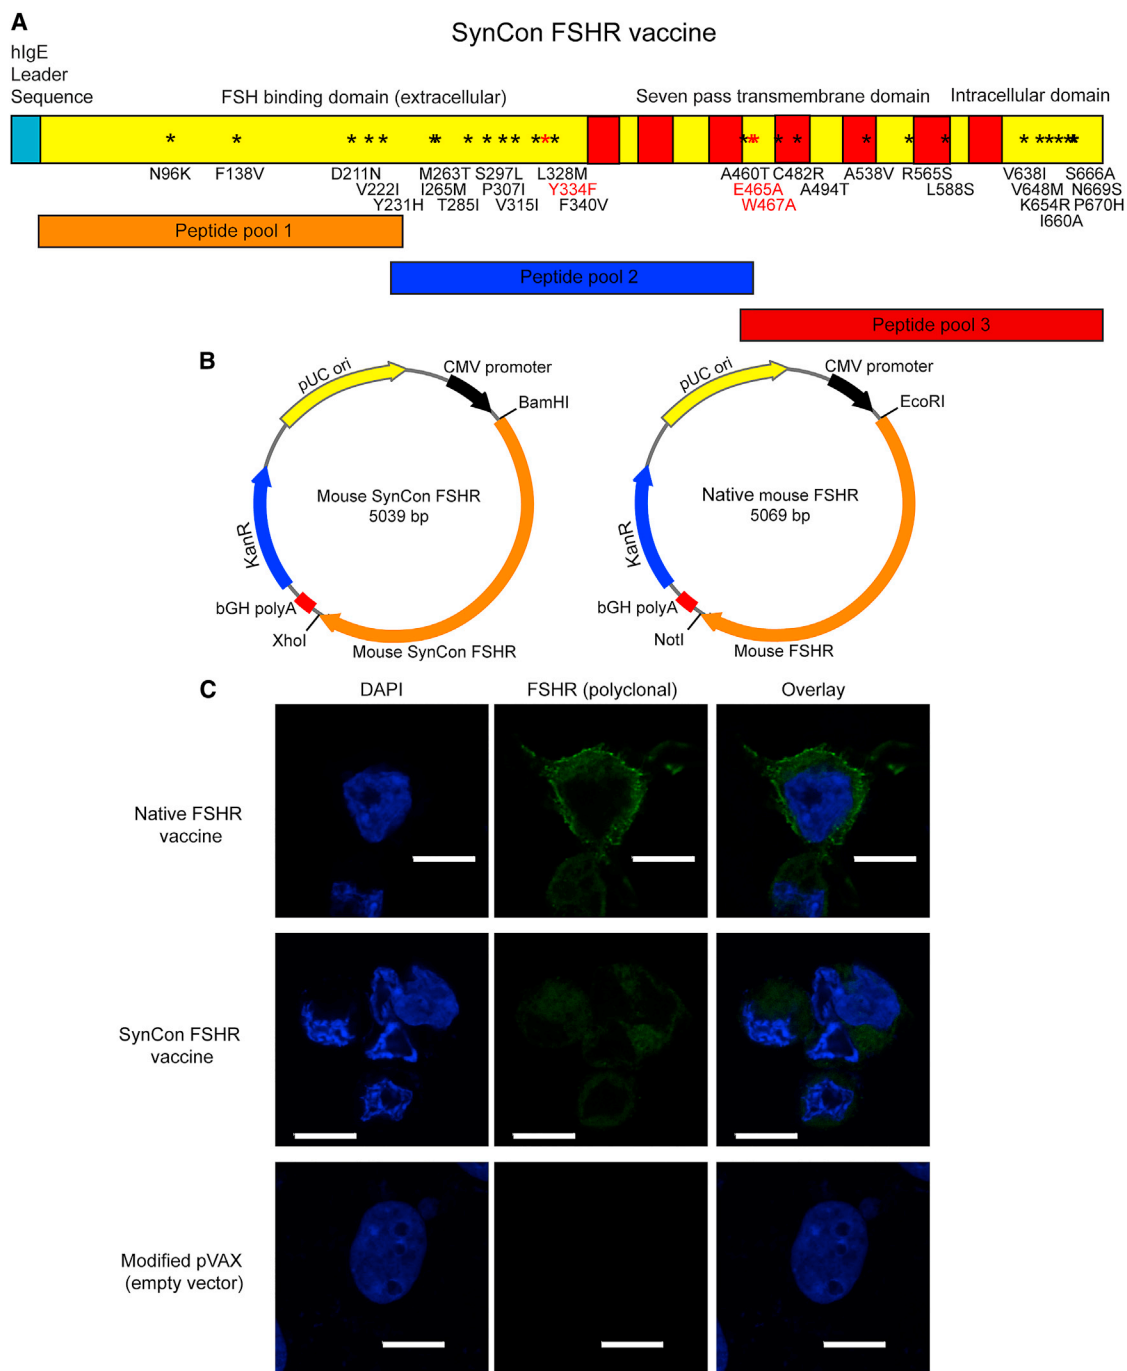 A
SynCon FSHR vaccine
hIgE
Leader
Sequence
FSH binding domain (extracellular)
Seven pass transmembrane domain
Intracellular domain
* * * * * ** * * * * * * * * ** * * * * * * * * * * **
N96K F138V D211N M263T S297L L328M A460T C482R A538V R565S V638I S666A
V222I I265M P307I Y334F E465A A494T L588S V648M N669S
Y231H T285I V315I F340V W467A K654R P670H
I660A
Peptide pool 1
Peptide pool 2
Peptide pool 3
B
pUC ori
CMV promoter
BamHI
Mouse SynCon FSHR
5039 bp
KanR
bGH polyA
XhoI
Mouse SynCon FSHR
pUC ori
CMV promoter
EcoRI
Native mouse FSHR
5069 bp
KanR
bGH polyA
NotI
Mouse FSHR
C
DAPI
FSHR (polyclonal)
Overlay
Native FSHR
vaccine
SynCon FSHR
vaccine
Modified pVAX
(empty vector)